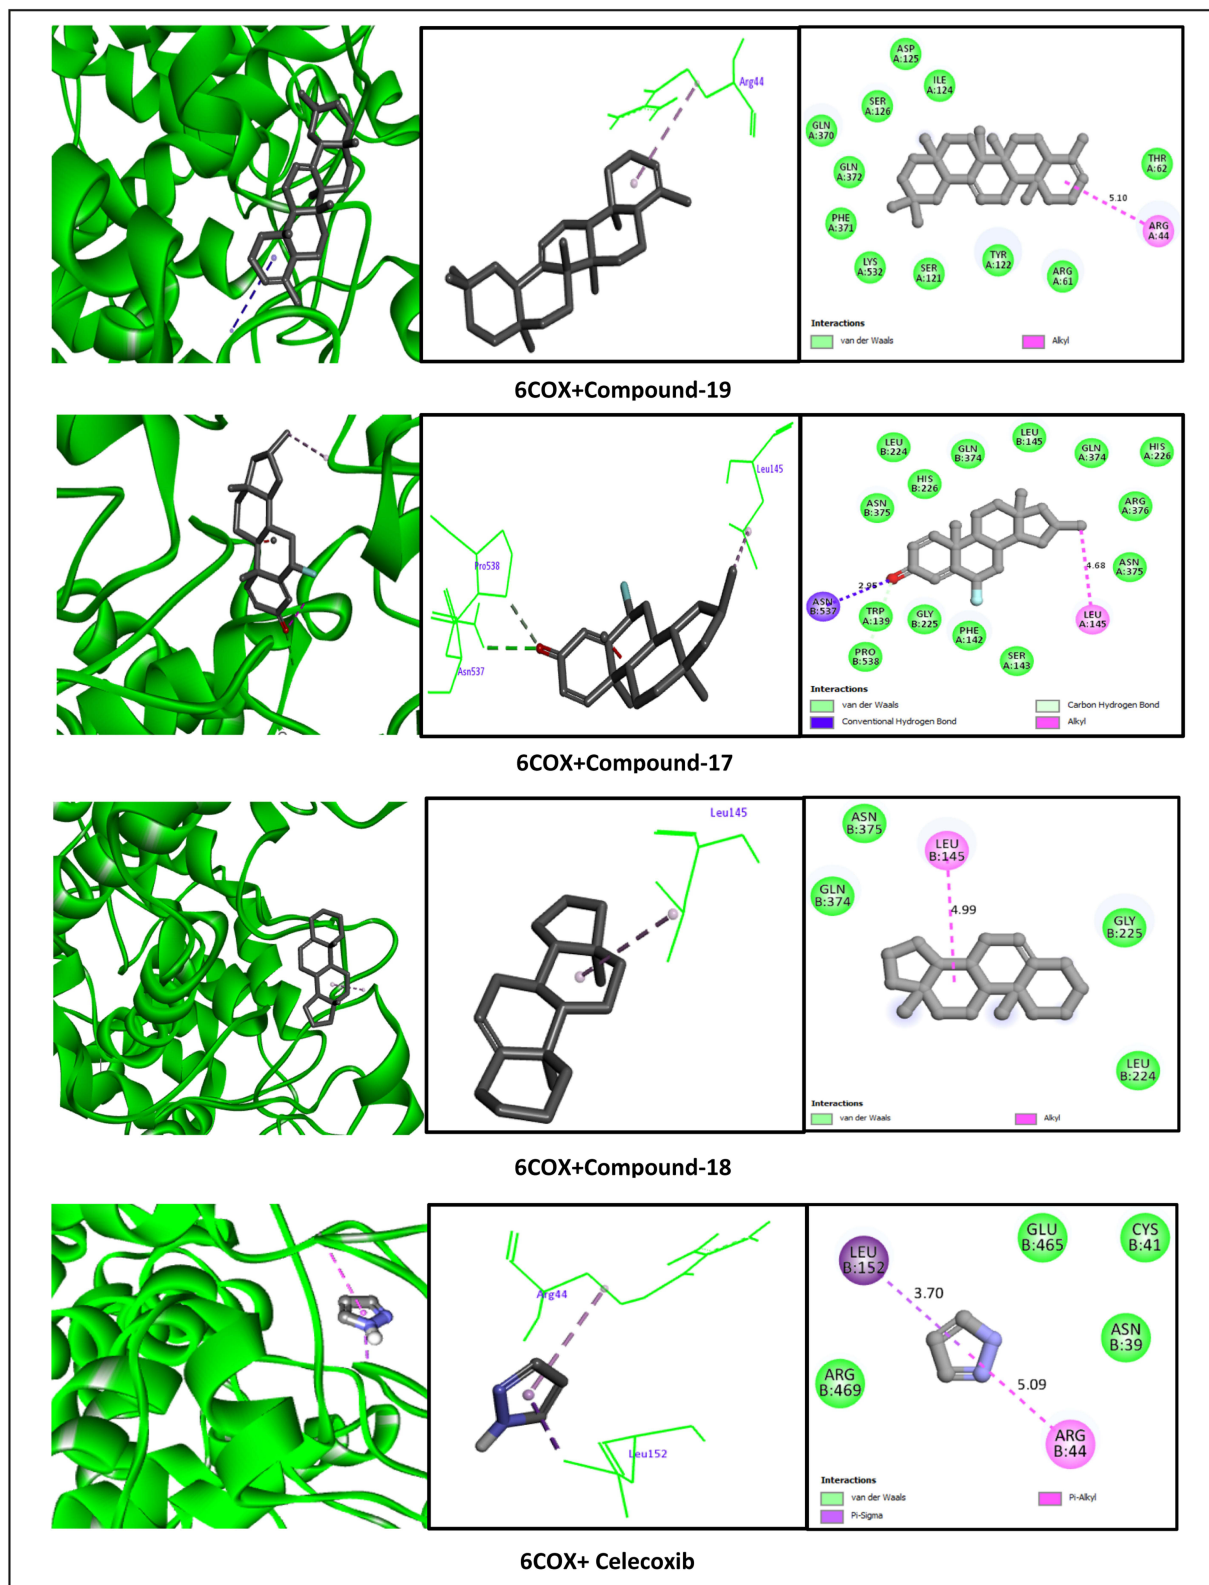 Arg44
ASP
A:125
ILE
A:124
SER
A:126
GLN
A:370
GLN
A:372
THR
A:62
5.10
PHE
A:371
ARG
A:44
LYS
A:532
SER
A:121
TYR
A:122
ARG
A:61
Interactions
van der Waals
Alkyl
6COX+Compound-19
Leu145
Pro538
Asn537
LEU
B:224
GLN
B:374
LEU
B:145
GLN
A:374
HIS
A:226
HIS
B:226
ASN
B:375
ARG
A:376
4.68
ASN
A:375
ASN
B:537
TRP
A:139
GLY
B:225
PHE
A:142
LEU
A:145
PRO
B:538
SER
A:143
Interactions
van der Waals
Carbon Hydrogen Bond
Conventional Hydrogen Bond
Alkyl
6COX+Compound-17
Leu145
ASN
B:375
LEU
B:145
GLN
B:374
4.99
GLY
B:225
LEU
B:224
Interactions
van der Waals
Alkyl
6COX+Compound-18
Arg44
Leu152
LEU
B:152
GLU
B:465
CYS
B:41
3.70
ASN
B:39
ARG
B:469
5.09
ARG
B:44
Interactions
van der Waals
Pi-Alkyl
Pi-Sigma
6COX+ Celecoxib